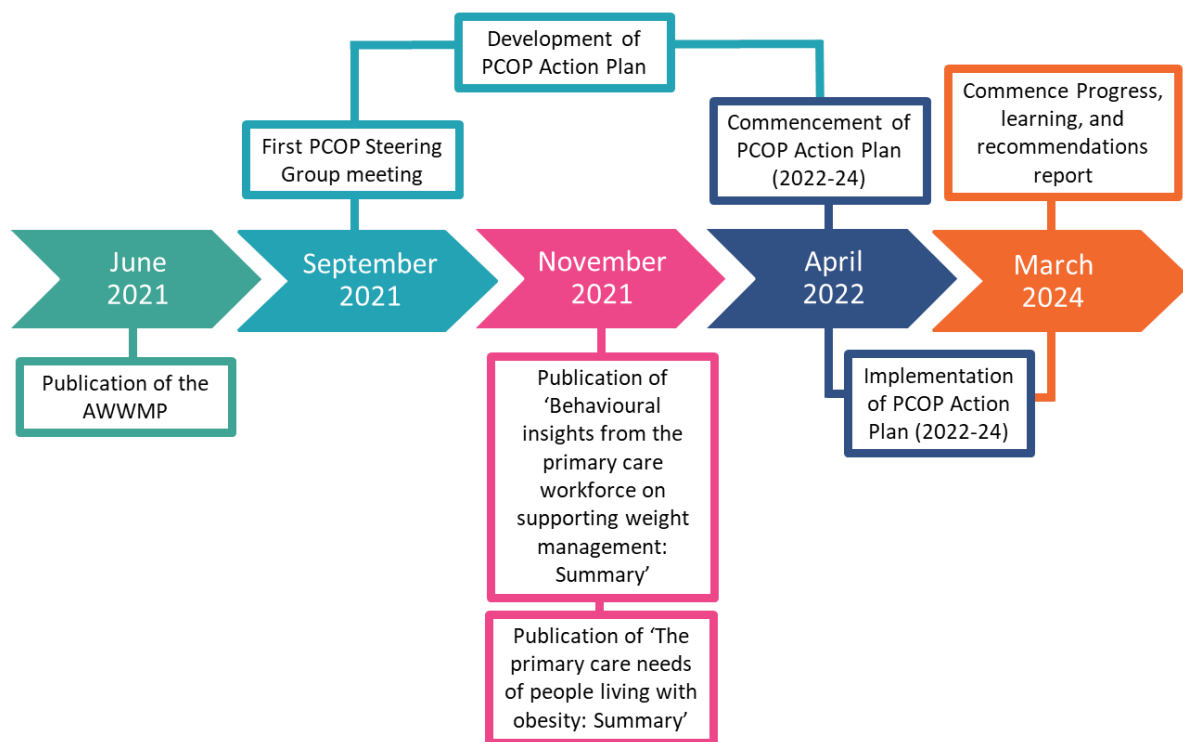 Development of
PCOP Action Plan
First PCOP Steering
Group meeting
Commencement of
PCOP Action Plan
(2022-24)
Commence Progress,
learning, and
recommendations
report
June
2021
September
2021
November
2021
April
2022
March
2024
Publication of the
AWWMP
Publication of
‘Behavioural
insights from the
primary care
workforce on
supporting weight
management:
Summary’
Publication of ‘The
primary care needs
of people living with
obesity: Summary’
Implementation
of PCOP Action
Plan (2022-24)